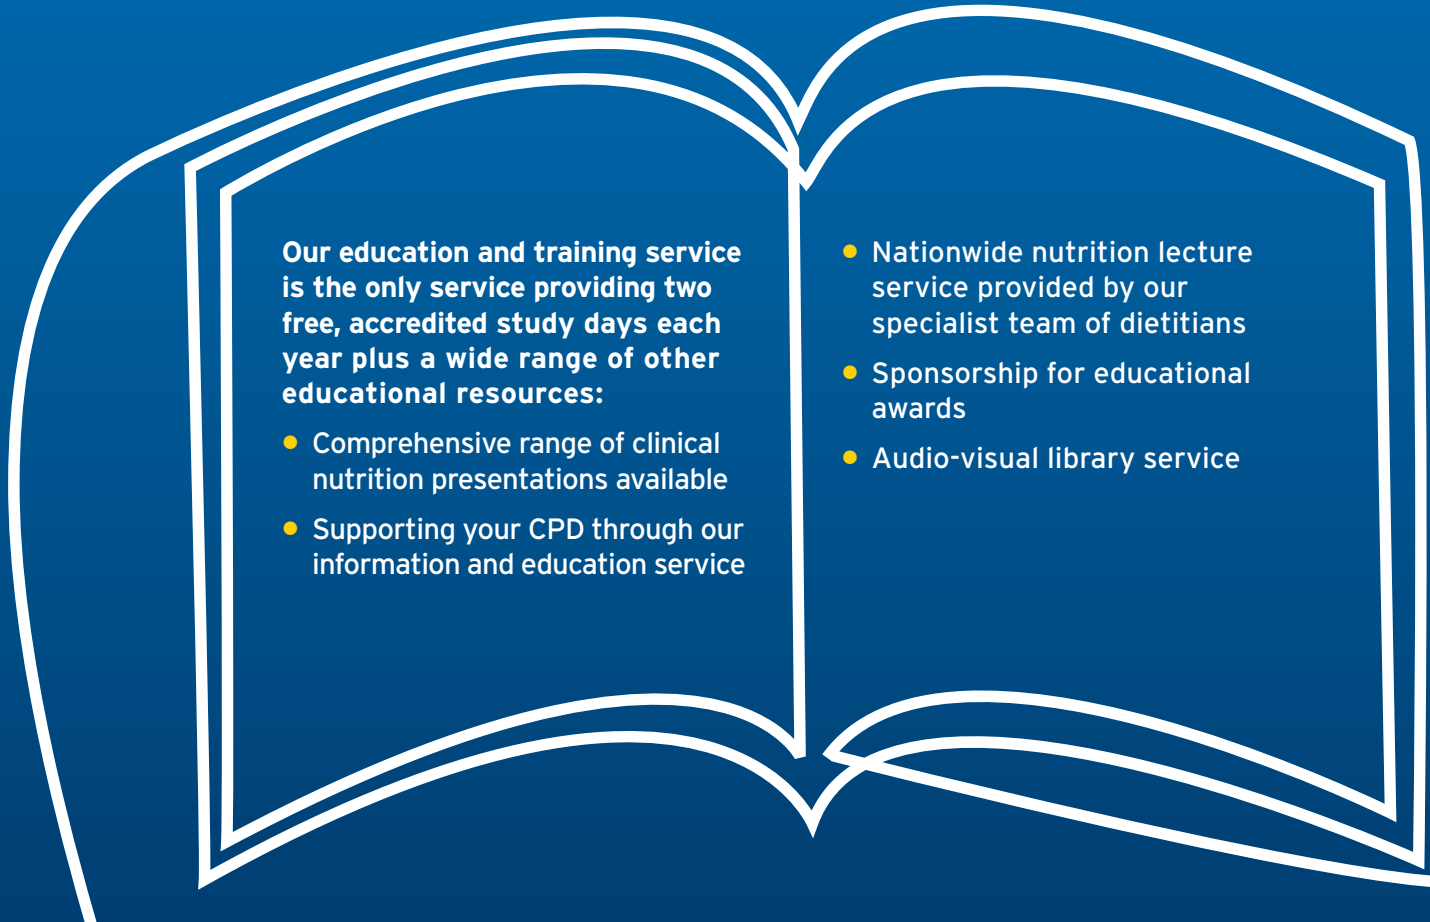 Our education and training service
is the only service providing two
free, accredited study days each
year plus a wide range of other
educational resources:
• Comprehensive range of clinical
nutrition presentations available
• Supporting your CPD through our
information and education service
• Nationwide nutrition lecture
service provided by our
specialist team of dietitians
• Sponsorship for educational
awards
• Audio-visual library service